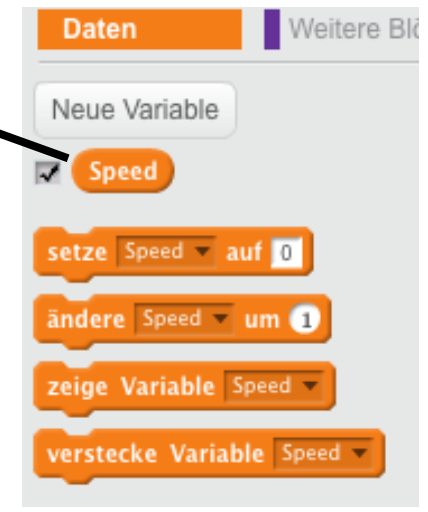 Daten Weitere Blö
Neue Variable
Speed
setze Speed auf 0
ändere Speed um 1
zeige Variable Speed
verstecke Variable Speed